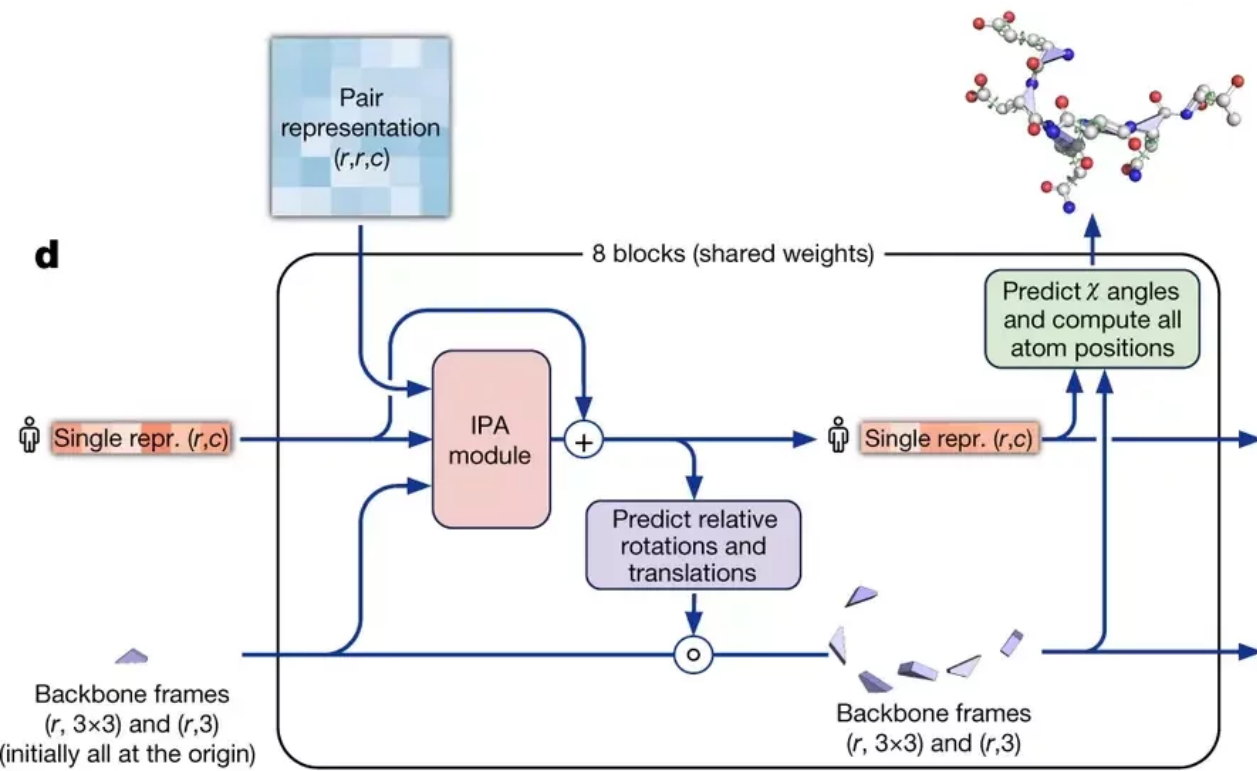 Pair
representation
(r,r,c)
d
8 blocks (shared weights)
Predict χ angles
and compute all
atom positions
Single repr. (r,c)
IPA
module
+
Single repr. (r,c)
Predict relative
rotations and
translations
Backbone frames
(r, 3×3) and (r,3)
(initially all at the origin)
Backbone frames
(r, 3×3) and (r,3)